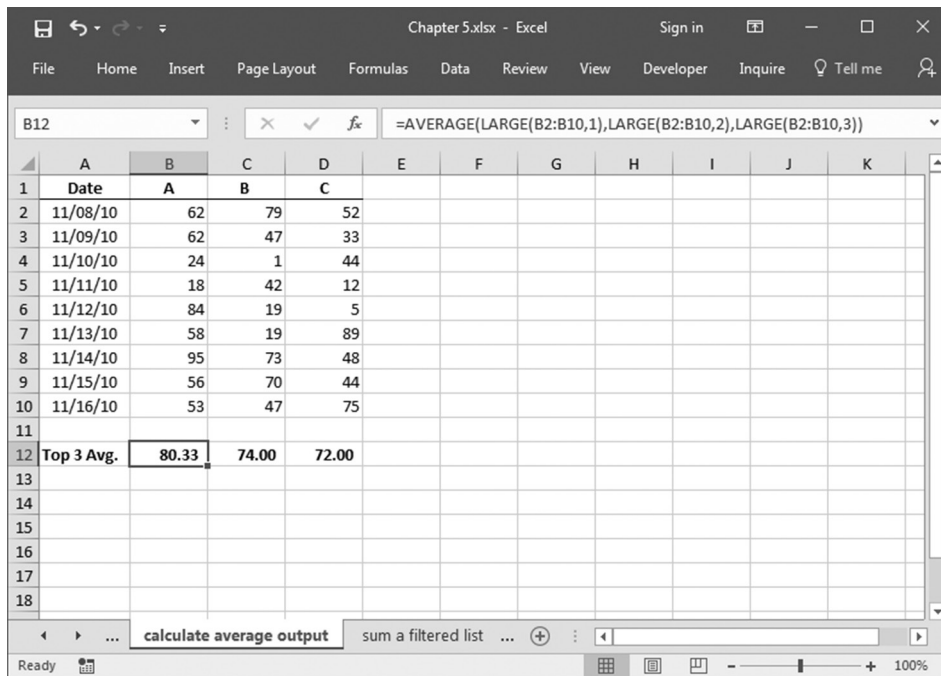 Chapter 5.xlsx - Excel Sign in
File Home Insert Page Layout Formulas Data Review View Developer Inquire Tell me
B12 fx =AVERAGE(LARGE(B2:B10,1),LARGE(B2:B10,2),LARGE(B2:B10,3))
A B C D E F G H I J K
1 Date A B C
2 11/08/10 62 79 52
3 11/09/10 62 47 33
4 11/10/10 24 1 44
5 11/11/10 18 42 12
6 11/12/10 84 19 5
7 11/13/10 58 19 89
8 11/14/10 95 73 48
9 11/15/10 56 70 44
10 11/16/10 53 47 75
11
12 Top 3 Avg. 80.33 74.00 72.00
13
14
15
16
17
18
... calculate average output sum a filtered list ...
Ready 100%